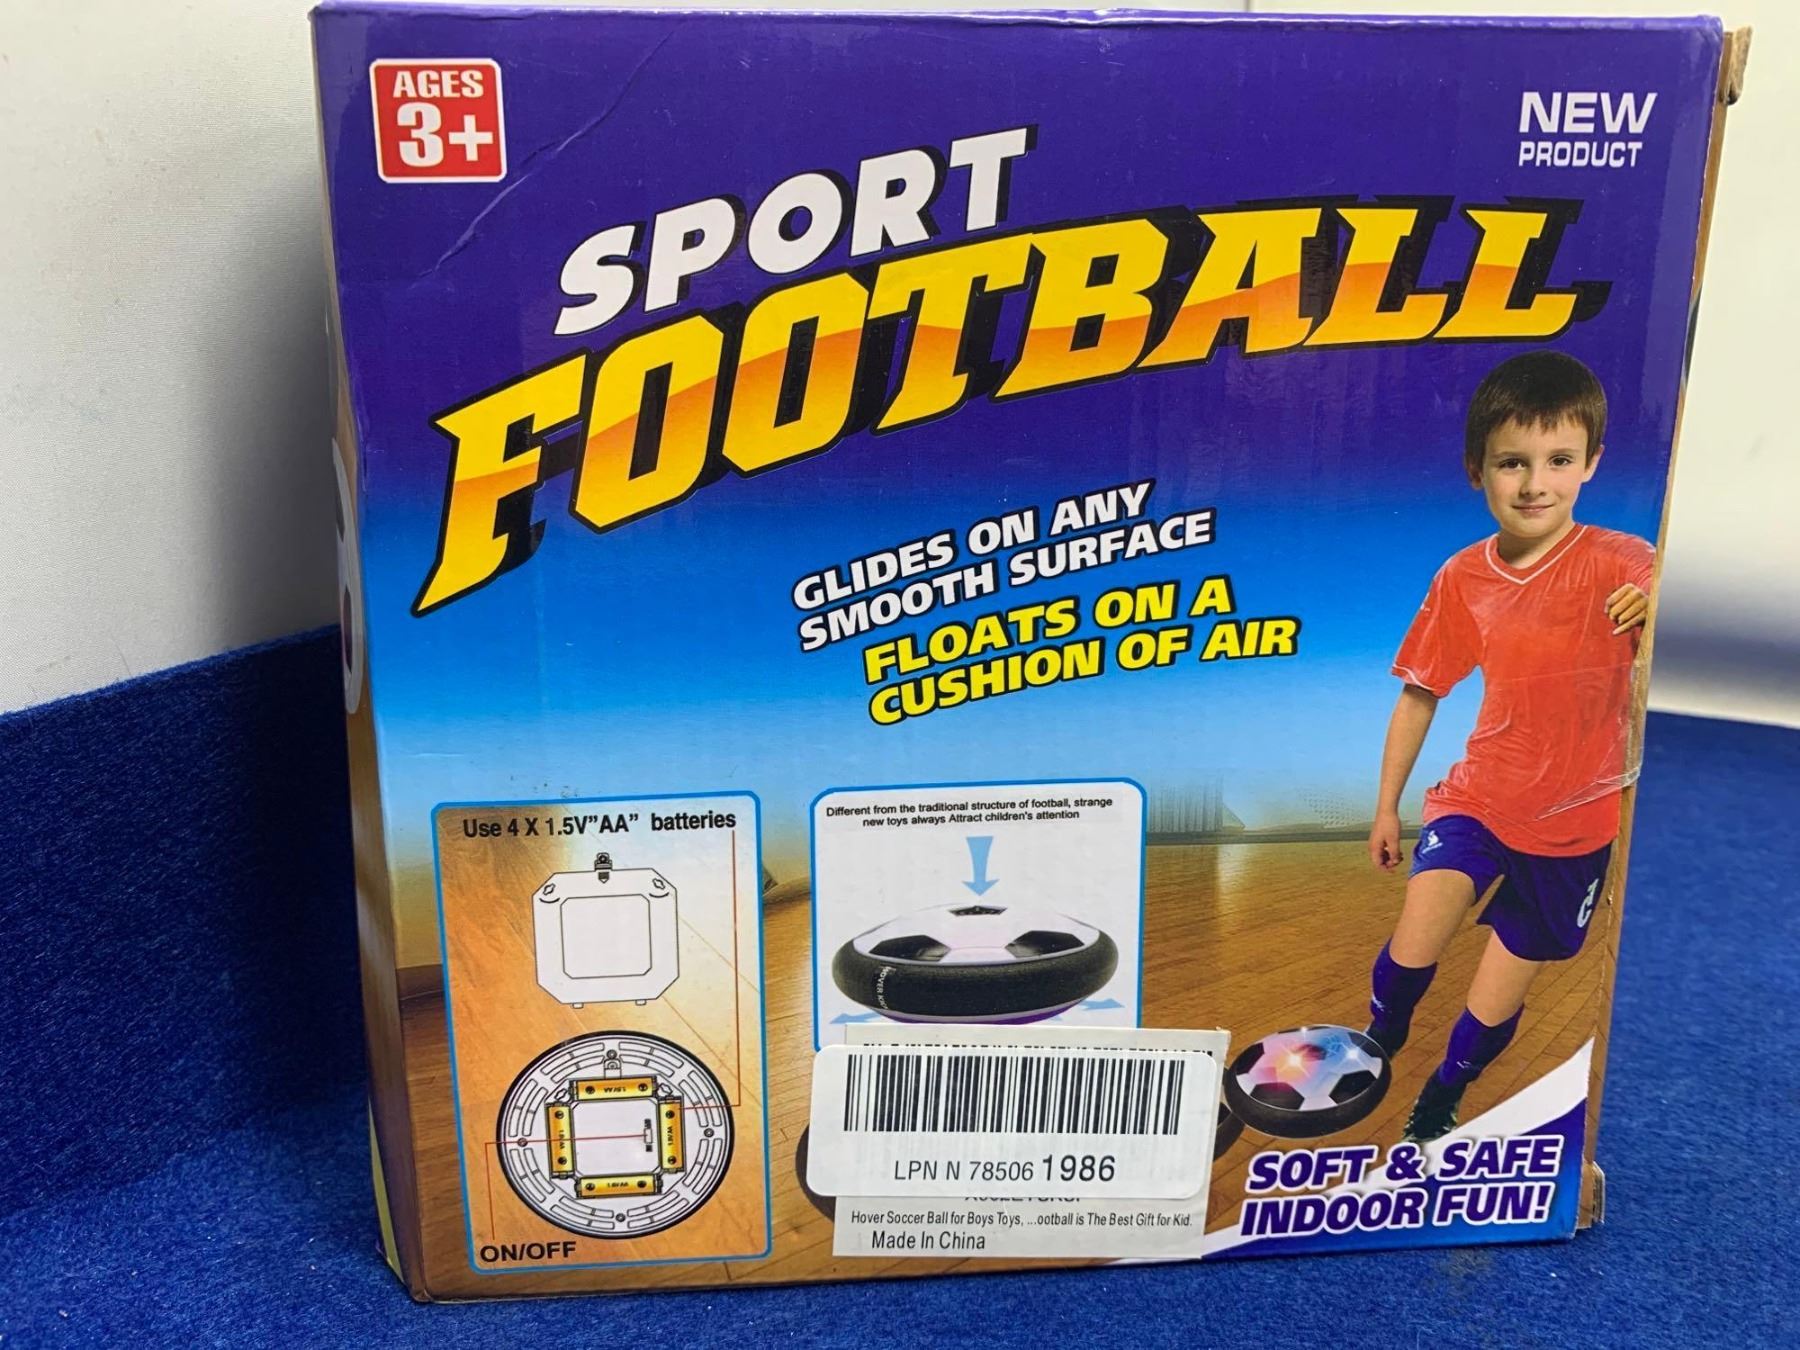 AGES
3+
NEW
PRODUCT
SPORT
FOOTBALL
GLIDES ON ANY
SMOOTH SURFACE
FLOATS ON A
CUSHION OF AIR
Use 4 X 1.5V"AA" batteries
ON/OFF
Different from the traditional structure of football, strange
new toys always Attract children's attention
HOVER
LPN N 78506 1986
Hover Soccer Ball for Boys Toys, ...ootball is The Best Gift for Kid
Made In China
SOFT & SAFE
INDOOR FUN!